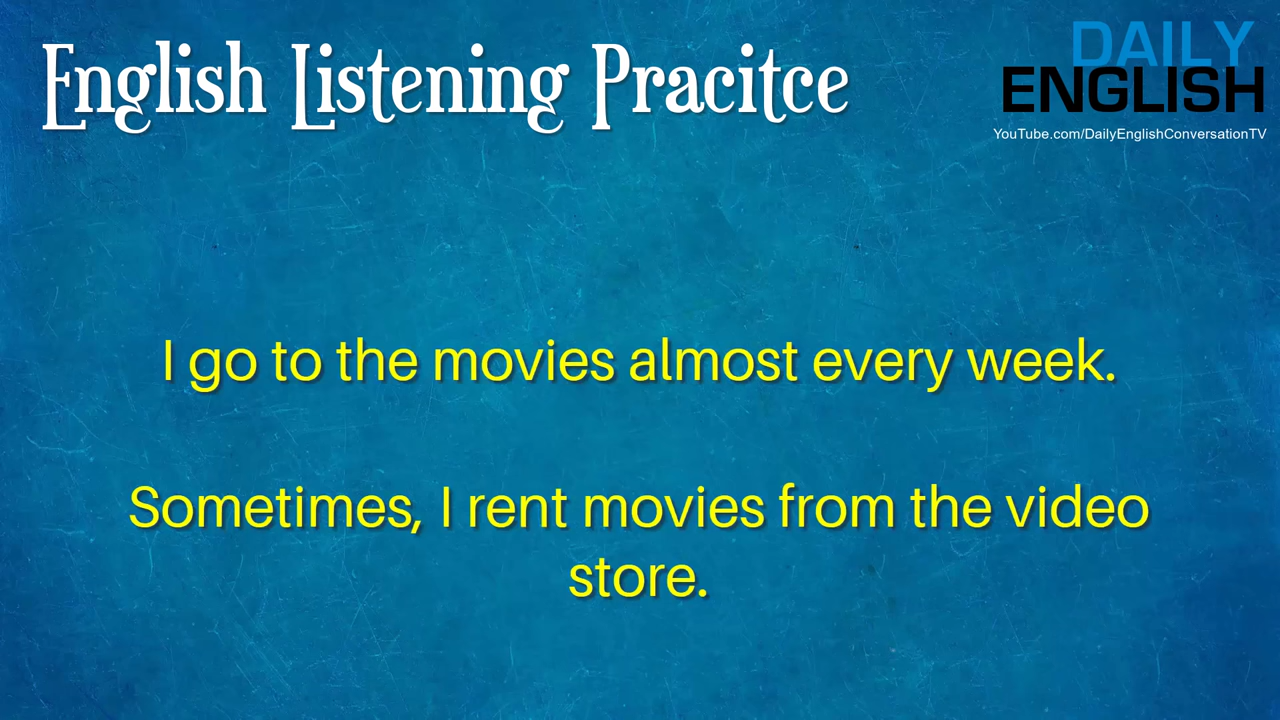 English Listening Pracitce
DAILY
ENGLISH
YouTube.com/DailyEnglishConversationTV
I go to the movies almost every week.
Sometimes, I rent movies from the video
store.